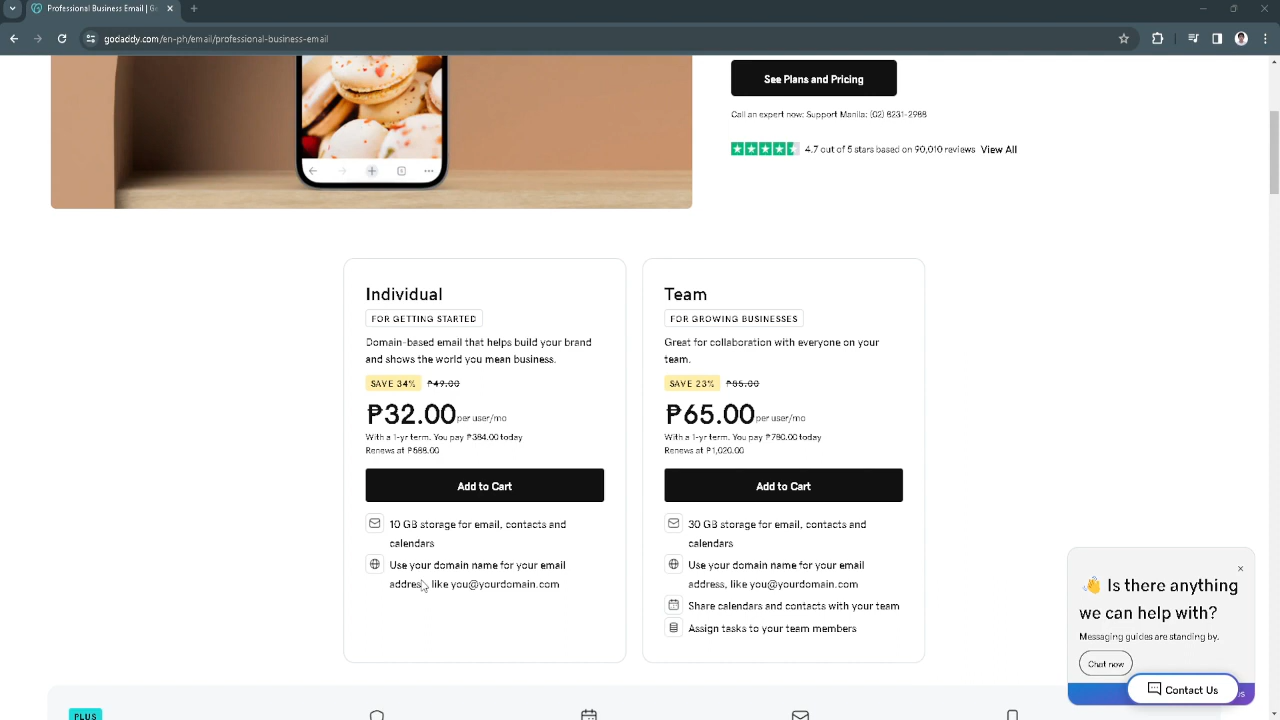 Professional Business Email | Go
godaddy.com/en-ph/email/professional-business-email
See Plans and Pricing
Call an expert now: Support Manila: (02) 8231-2988
4.7 out of 5 stars based on 90,010 reviews View All
Individual
FOR GETTING STARTED
Domain-based email that helps build your brand
and shows the world you mean business.
SAVE 34% ₱49.00
₱32.00 per user/mo
With a 1-yr term. You pay ₱384.00 today
Renews at ₱588.00
Add to Cart
10 GB storage for email, contacts and
calendars
Use your domain name for your email
address, like you@yourdomain.com
Team
FOR GROWING BUSINESSES
Great for collaboration with everyone on your
team.
SAVE 23% ₱85.00
₱65.00 per user/mo
With a 1-yr term. You pay ₱780.00 today
Renews at ₱1,020.00
Add to Cart
30 GB storage for email, contacts and
calendars
Use your domain name for your email
address, like you@yourdomain.com
Share calendars and contacts with your team
Assign tasks to your team members
👋 Is there anything
we can help with?
Messaging guides are standing by.
Chat now
Contact Us
PLUS